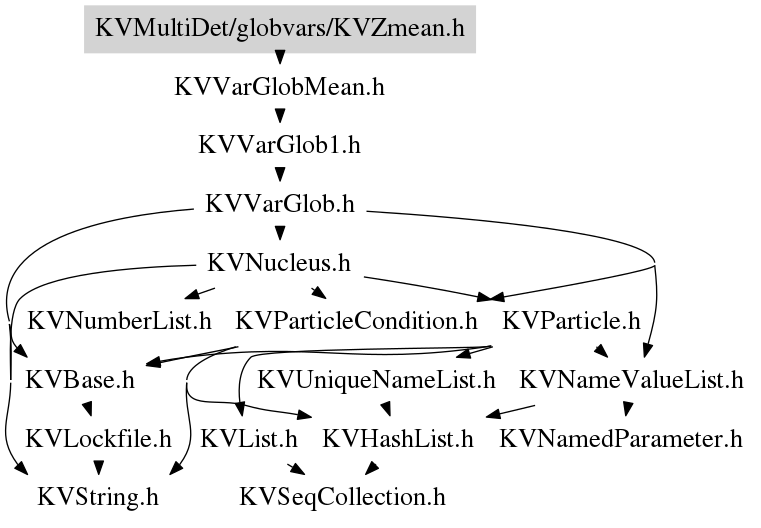 KVMultiDet/globvars/KVZmean.h
KVVarGlobMean.h
KVVarGlob1.h
KVVarGlob.h
KVNucleus.h
KVNumberList.h KVParticleCondition.h KVParticle.h
KVBase.h KVUniqueNameList.h KVNameValueList.h
KVLockfile.h KVList.h KVHashList.h KVNamedParameter.h
KVString.h KVSeqCollection.h